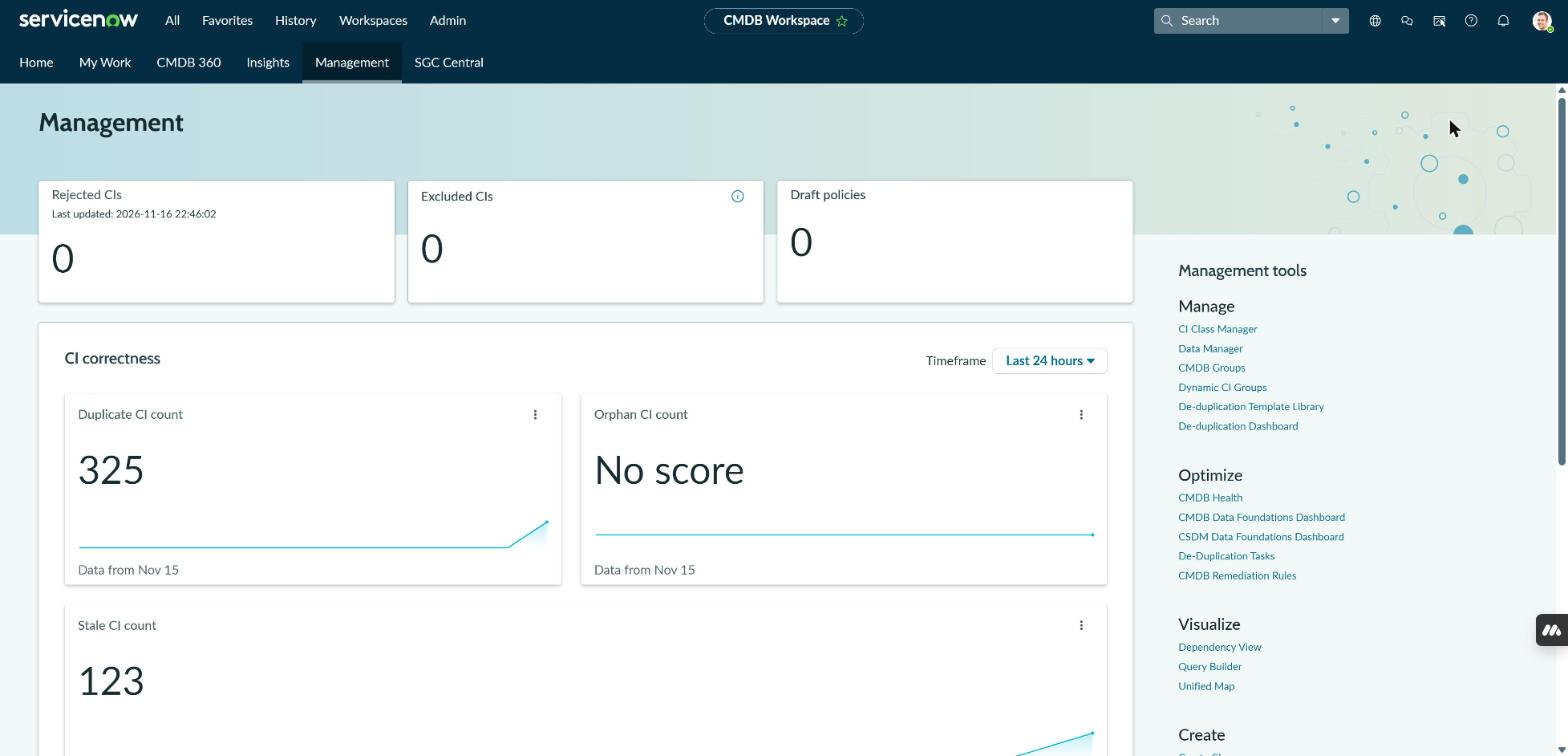 servicenow All Favorites History Workspaces Admin CMDB Workspace Search
Home My Work CMDB 360 Insights Management SGC Central
Management
Rejected CIs
Last updated: 2026-11-16 22:46:02
0
Excluded CIs
0
Draft policies
0
CI correctness
Timeframe Last 24 hours
Duplicate CI count
325
Data from Nov 15
Orphan CI count
No score
Data from Nov 15
Stale CI count
123
Management tools
Manage
CI Class Manager
Data Manager
CMDB Groups
Dynamic CI Groups
De-duplication Template Library
De-duplication Dashboard
Optimize
CMDB Health
CMDB Data Foundations Dashboard
CSDM Data Foundations Dashboard
De-Duplication Tasks
CMDB Remediation Rules
Visualize
Dependency View
Query Builder
Unified Map
Create